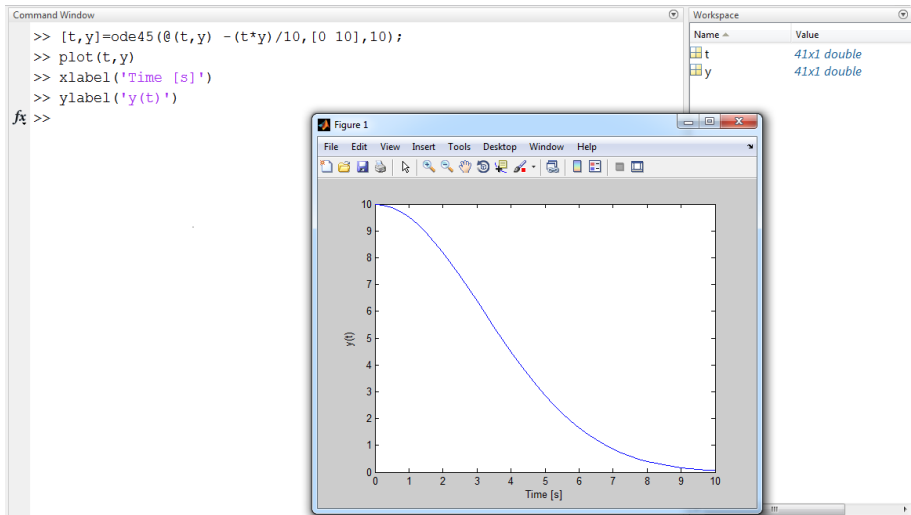 Command Window
>> [t,y]=ode45(@(t,y) -(t*y)/10,[0 10],10);
>> plot(t,y)
>> xlabel('Time [s]')
>> ylabel('y(t)')
fx >>
Workspace
Name Value
t 41x1 double
y 41x1 double
Figure 1
File Edit View Insert Tools Desktop Window Help
10
9
8
7
6
5
4
3
2
1
0
y(t)
0 1 2 3 4 5 6 7 8 9 10
Time [s]